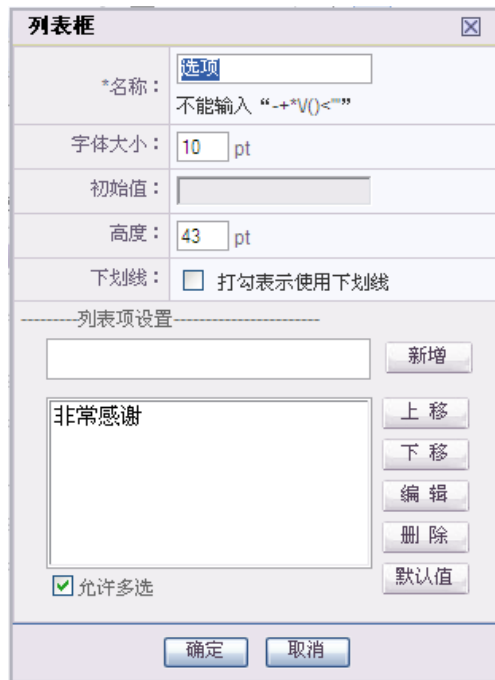 列表框
*名称：
选项
不能输入“-+*\/()<"”
字体大小：
10 pt
初始值：
高度：
43 pt
下划线：
打勾表示使用下划线
---------列表项设置----------------------
新增
非常感谢
上 移
下 移
编 辑
删 除
默认值
允许多选
确定 取消